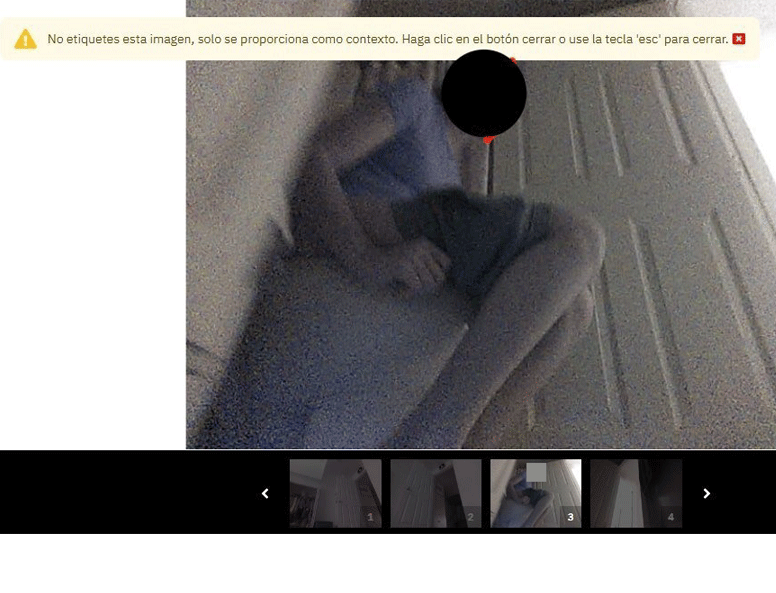 No etiquetes esta imagen, solo se proporciona como contexto. Haga clic en el botón cerrar o use la tecla 'esc' para cerrar.
1 2 3 4